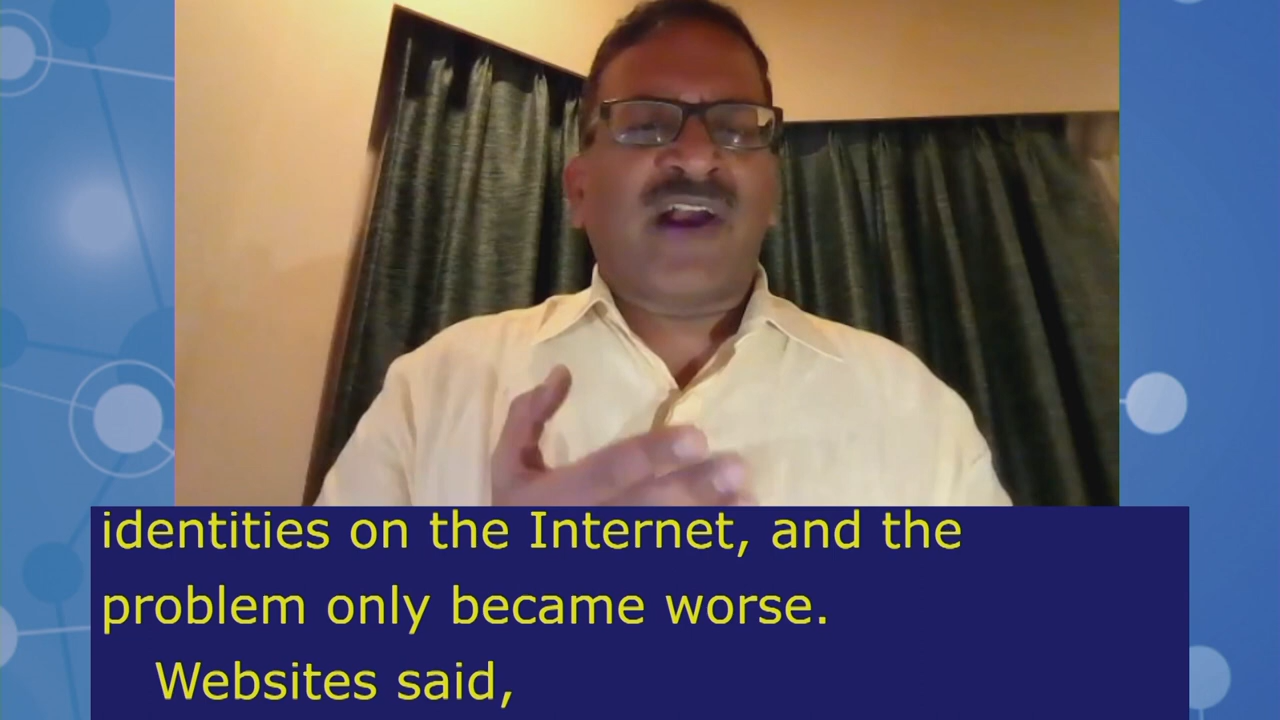 identities on the Internet, and the
problem only became worse.
Websites said,